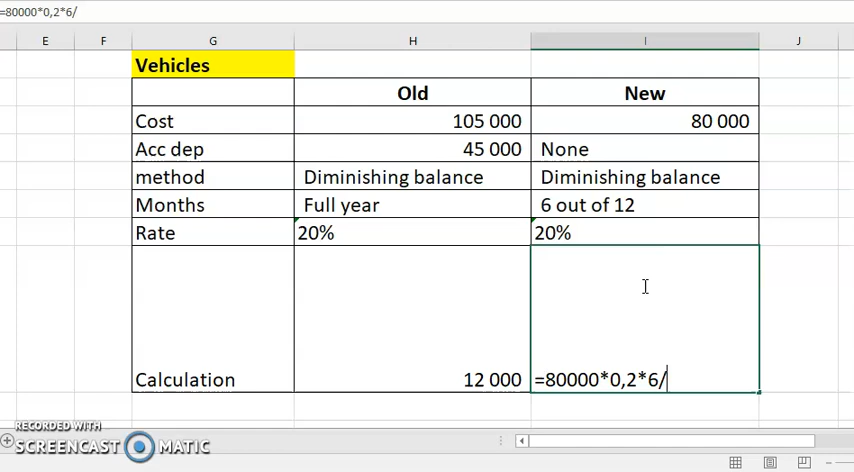 =80000*0,2*6/
E F G H I J
Vehicles
Old New
Cost 105 000 80 000
Acc dep 45 000 None
method Diminishing balance Diminishing balance
Months Full year 6 out of 12
Rate 20% 20%
Calculation 12 000 =80000*0,2*6/
RECORDED WITH
SCREENCAST MATIC